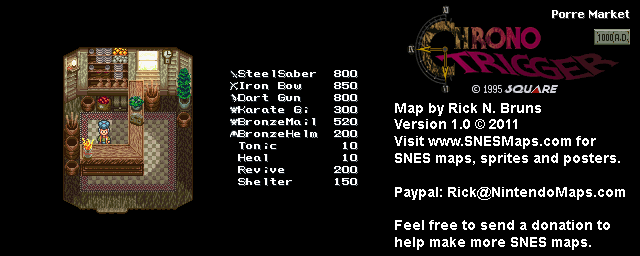 SteelSaber 800
Iron Bow 850
Dart Gun 800
Karate Gi 300
BronzeMail 520
BronzeHelm 200
Tonic 10
Heal 10
Revive 200
Shelter 150
Porre Market
1000 A.D.
CHRONO
TRIGGER
© 1995 SQUARE
Map by Rick N. Bruns
Version 1.0 © 2011
Visit www.SNESMaps.com for
SNES maps, sprites and posters.
Paypal: Rick@NintendoMaps.com
Feel free to send a donation to
help make more SNES maps.